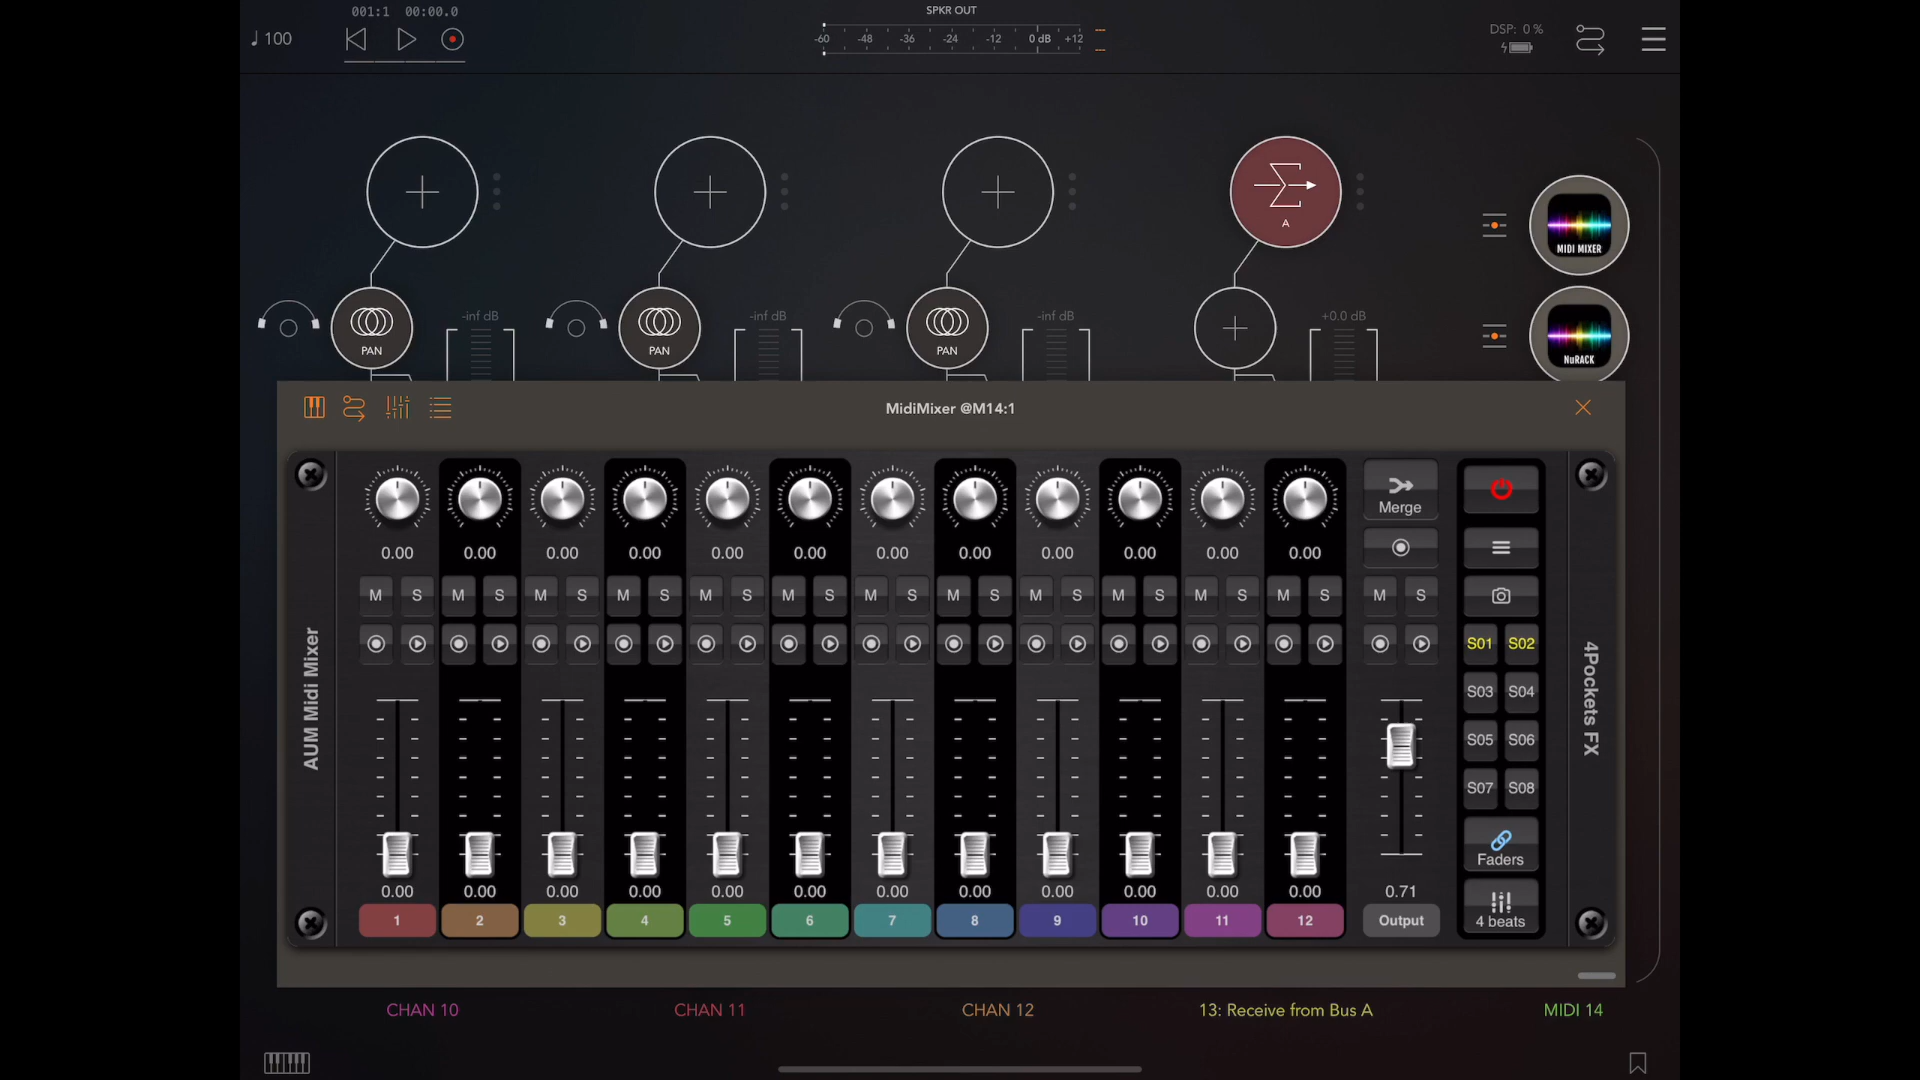 001:1 00:00.0
♩ 100
SPKR OUT
-60 -48 -36 -24 -12 0 dB +12
DSP: 0 %
A
MIDI MIXER
NuRACK
PAN PAN PAN
-inf dB -inf dB -inf dB +0.0 dB
MidiMixer @M14:1
AUM Midi Mixer
0.00 0.00 0.00 0.00 0.00 0.00 0.00 0.00 0.00 0.00 0.00 0.00
M S M S M S M S M S M S M S M S M S M S M S M S M S
Merge
S01 S02
S03 S04
S05 S06
S07 S08
Faders
4 beats
0.00 0.00 0.00 0.00 0.00 0.00 0.00 0.00 0.00 0.00 0.00 0.00 0.71
1 2 3 4 5 6 7 8 9 10 11 12 Output
4Pockets FX
CHAN 10 CHAN 11 CHAN 12 13: Receive from Bus A MIDI 14